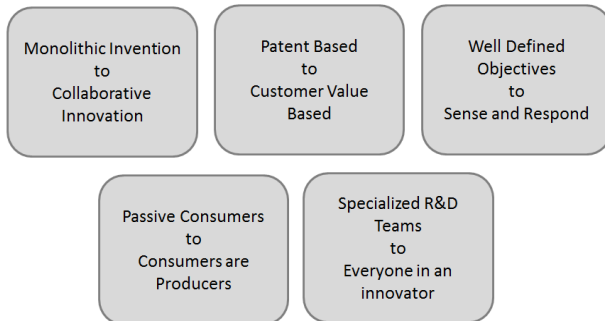 Monolithic Invention
to
Collaborative
Innovation
Patent Based
to
Customer Value
Based
Well Defined
Objectives
to
Sense and Respond
Passive Consumers
to
Consumers are
Producers
Specialized R&D
Teams
to
Everyone in an
innovator